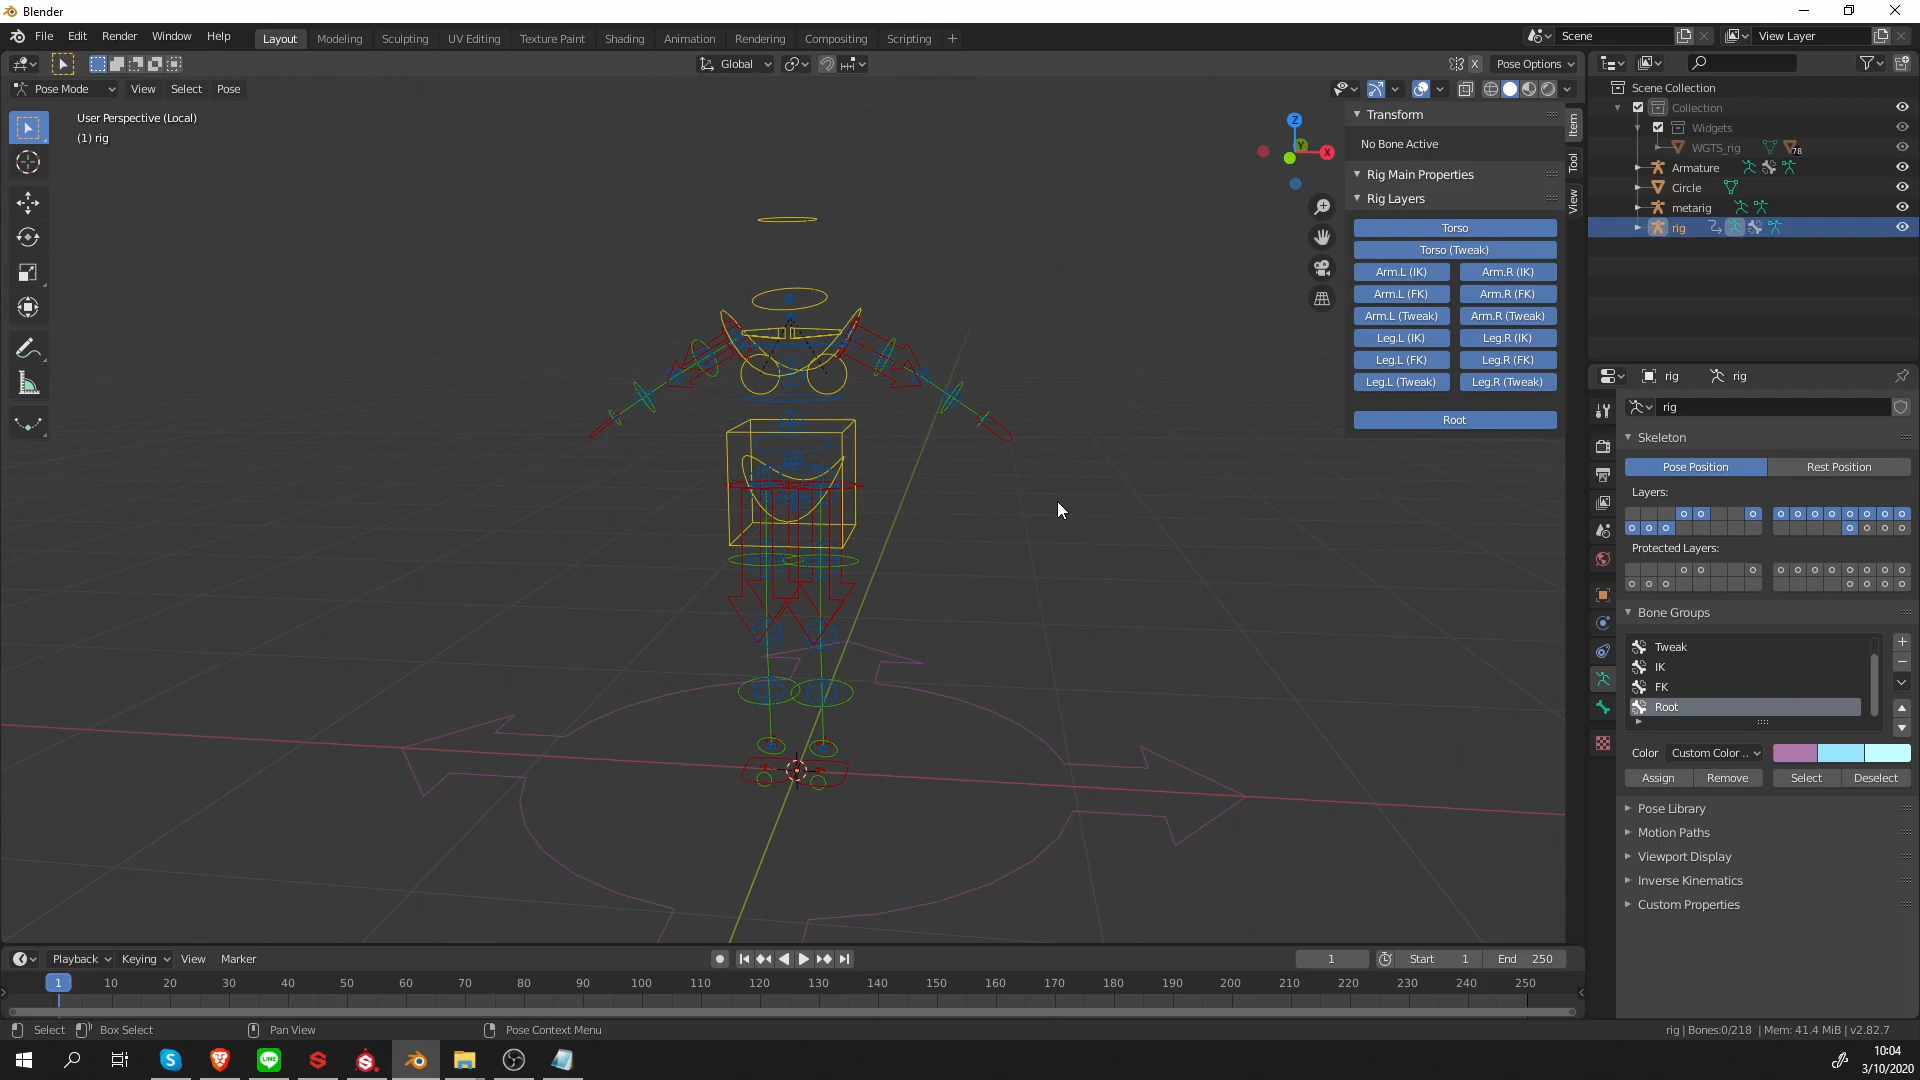 Blender
File Edit Render Window Help
Layout Modeling Sculpting UV Editing Texture Paint Shading Animation Rendering Compositing Scripting +
Scene
View Layer
Global
X
Pose Options
Pose Mode View Select Pose
User Perspective (Local)
(1) rig
Z
Y
X
Transform
No Bone Active
Rig Main Properties
Rig Layers
Torso
Torso (Tweak)
Arm.L (IK) Arm.R (IK)
Arm.L (FK) Arm.R (FK)
Arm.L (Tweak) Arm.R (Tweak)
Leg.L (IK) Leg.R (IK)
Leg.L (FK) Leg.R (FK)
Leg.L (Tweak) Leg.R (Tweak)
Root
Item
Tool
View
Scene Collection
Collection
Widgets
WGTS_rig 78
Armature
Circle
metarig
rig
rig rig
rig
Skeleton
Pose Position Rest Position
Layers:
Protected Layers:
Bone Groups
Tweak
IK
FK
Root
Color Custom Color ..
Assign Remove Select Deselect
Pose Library
Motion Paths
Viewport Display
Inverse Kinematics
Custom Properties
Playback Keying View Marker
1 Start 1 End 250
1 10 20 30 40 50 60 70 80 90 100 110 120 130 140 150 160 170 180 190 200 210 220 230 240 250
Select Box Select Pan View Pose Context Menu
rig | Bones:0/218 | Mem: 41.4 MiB | v2.82.7
LINE
10:04
3/10/2020